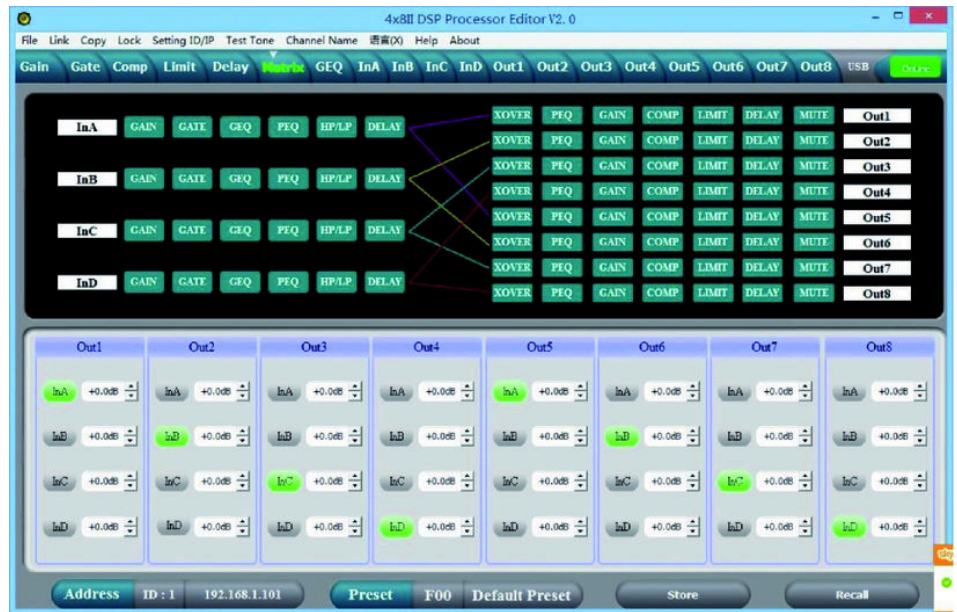 4x8II DSP Processor Editor V2. 0
File Link Copy Lock Setting ID/IP Test Tone Channel Name 语言(X) Help About
Gain Gate Comp Limit Delay Matrix GEQ InA InB InC InD Out1 Out2 Out3 Out4 Out5 Out6 Out7 Out8 USB OnLine
XOVER PEQ GAIN COMP LIMIT DELAY MUTE Out1
InA GAIN GATE GEQ PEQ HP/LP DELAY
XOVER PEQ GAIN COMP LIMIT DELAY MUTE Out2
XOVER PEQ GAIN COMP LIMIT DELAY MUTE Out3
InB GAIN GATE GEQ PEQ HP/LP DELAY
XOVER PEQ GAIN COMP LIMIT DELAY MUTE Out4
XOVER PEQ GAIN COMP LIMIT DELAY MUTE Out5
InC GAIN GATE GEQ PEQ HP/LP DELAY
XOVER PEQ GAIN COMP LIMIT DELAY MUTE Out6
XOVER PEQ GAIN COMP LIMIT DELAY MUTE Out7
InD GAIN GATE GEQ PEQ HP/LP DELAY
XOVER PEQ GAIN COMP LIMIT DELAY MUTE Out8
Out1 Out2 Out3 Out4 Out5 Out6 Out7 Out8
InA +0.0dB InA +0.0dB InA +0.0dB InA +0.0dB InA +0.0dB InA +0.0dB InA +0.0dB InA +0.0dB
InB +0.0dB InB +0.0dB InB +0.0dB InB +0.0dB InB +0.0dB InB +0.0dB InB +0.0dB InB +0.0dB
InC +0.0dB InC +0.0dB InC +0.0dB InC +0.0dB InC +0.0dB InC +0.0dB InC +0.0dB InC +0.0dB
InD +0.0dB InD +0.0dB InD +0.0dB InD +0.0dB InD +0.0dB InD +0.0dB InD +0.0dB InD +0.0dB
Address ID : 1 192.168.1.101 Preset F00 Default Preset Store Recall